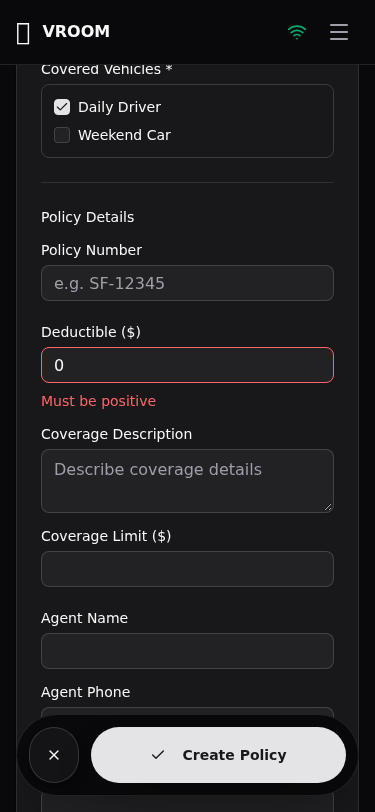 VROOM
Covered Vehicles *
Daily Driver
Weekend Car
Policy Details
Policy Number
e.g. SF-12345
Deductible ($)
0
Must be positive
Coverage Description
Describe coverage details
Coverage Limit ($)
Agent Name
Agent Phone
Create Policy